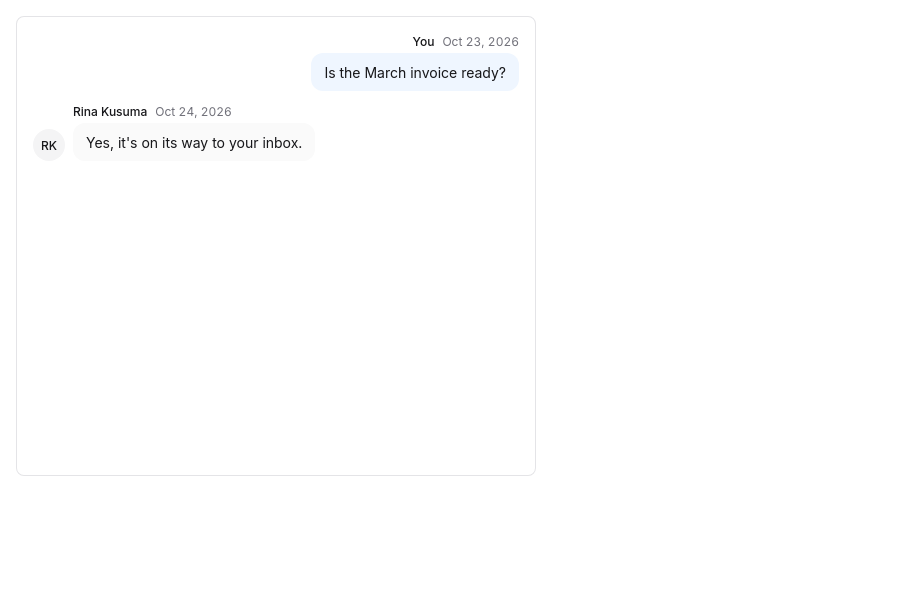 You Oct 23, 2026
Is the March invoice ready?
Rina Kusuma Oct 24, 2026
RK
Yes, it's on its way to your inbox.